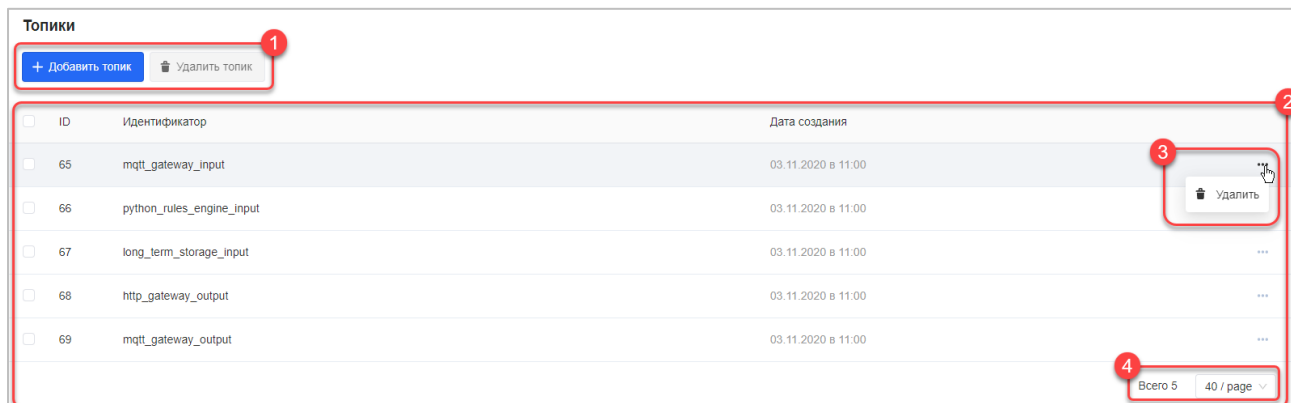 Топики
1
+ Добавить топик Удалить топик
2
ID Идентификатор Дата создания
3
65 mqtt_gateway_input 03.11.2020 в 11:00 ...
Удалить
66 python_rules_engine_input 03.11.2020 в 11:00
67 long_term_storage_input 03.11.2020 в 11:00 ...
68 http_gateway_output 03.11.2020 в 11:00 ...
69 mqtt_gateway_output 03.11.2020 в 11:00 ...
4
Всего 5 40 / page